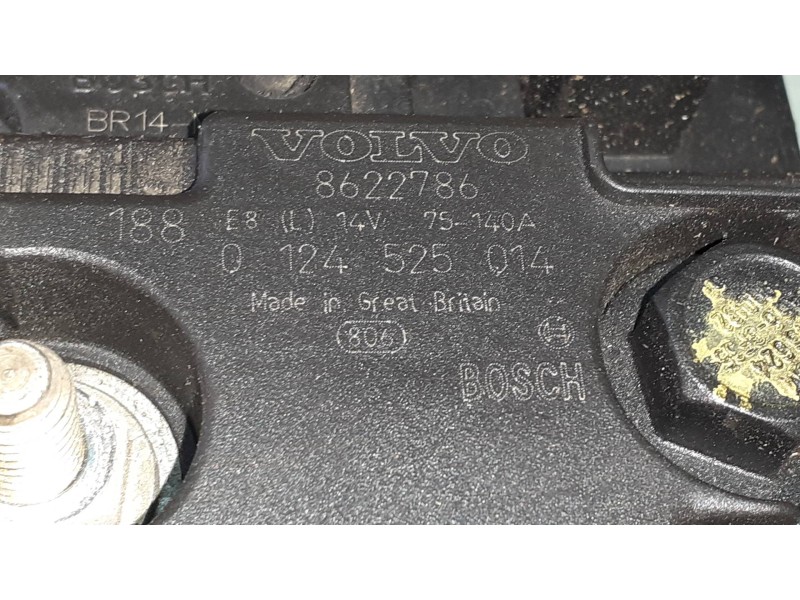 BOSCH
BR14-
VOLVO
8622786
188 E8 (L) 14V 75-140A
0 124 525 014
Made in Great Britain
806
BOSCH